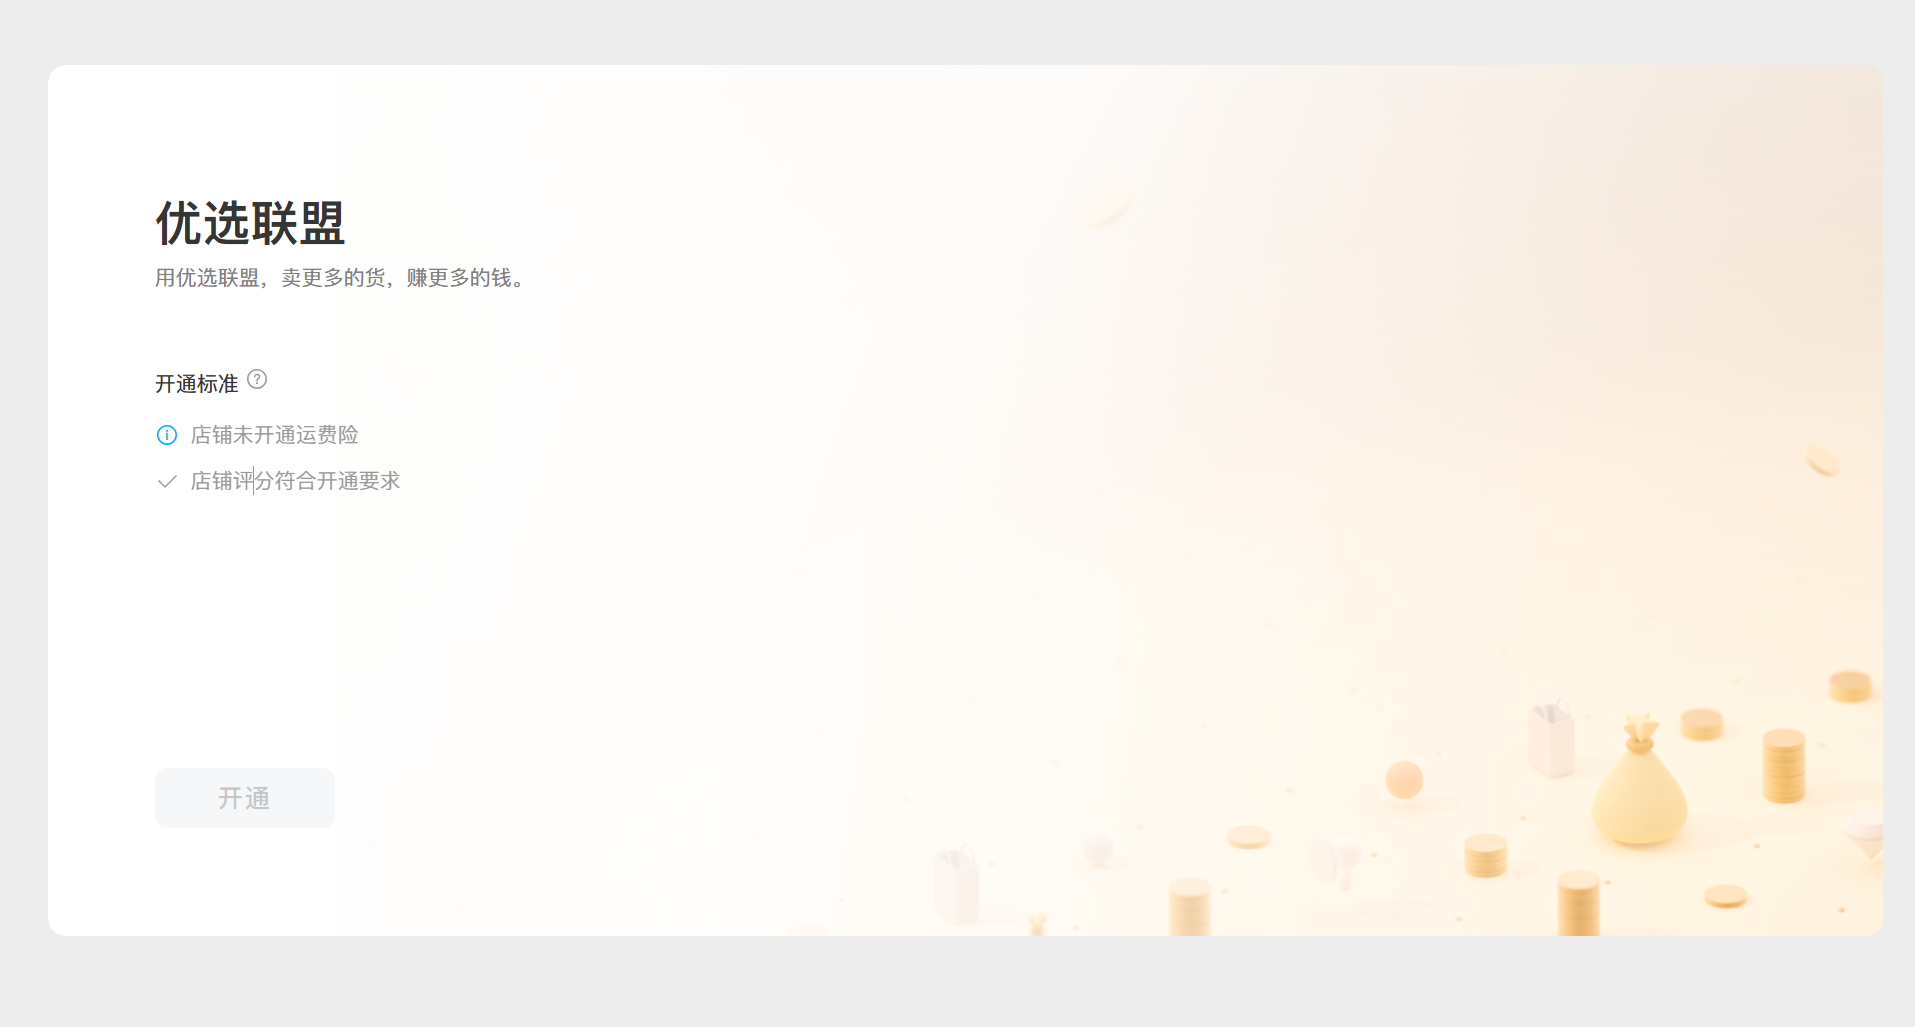 优选联盟
用优选联盟，卖更多的货，赚更多的钱。
开通标准
店铺未开通运费险
店铺评分符合开通要求
开通